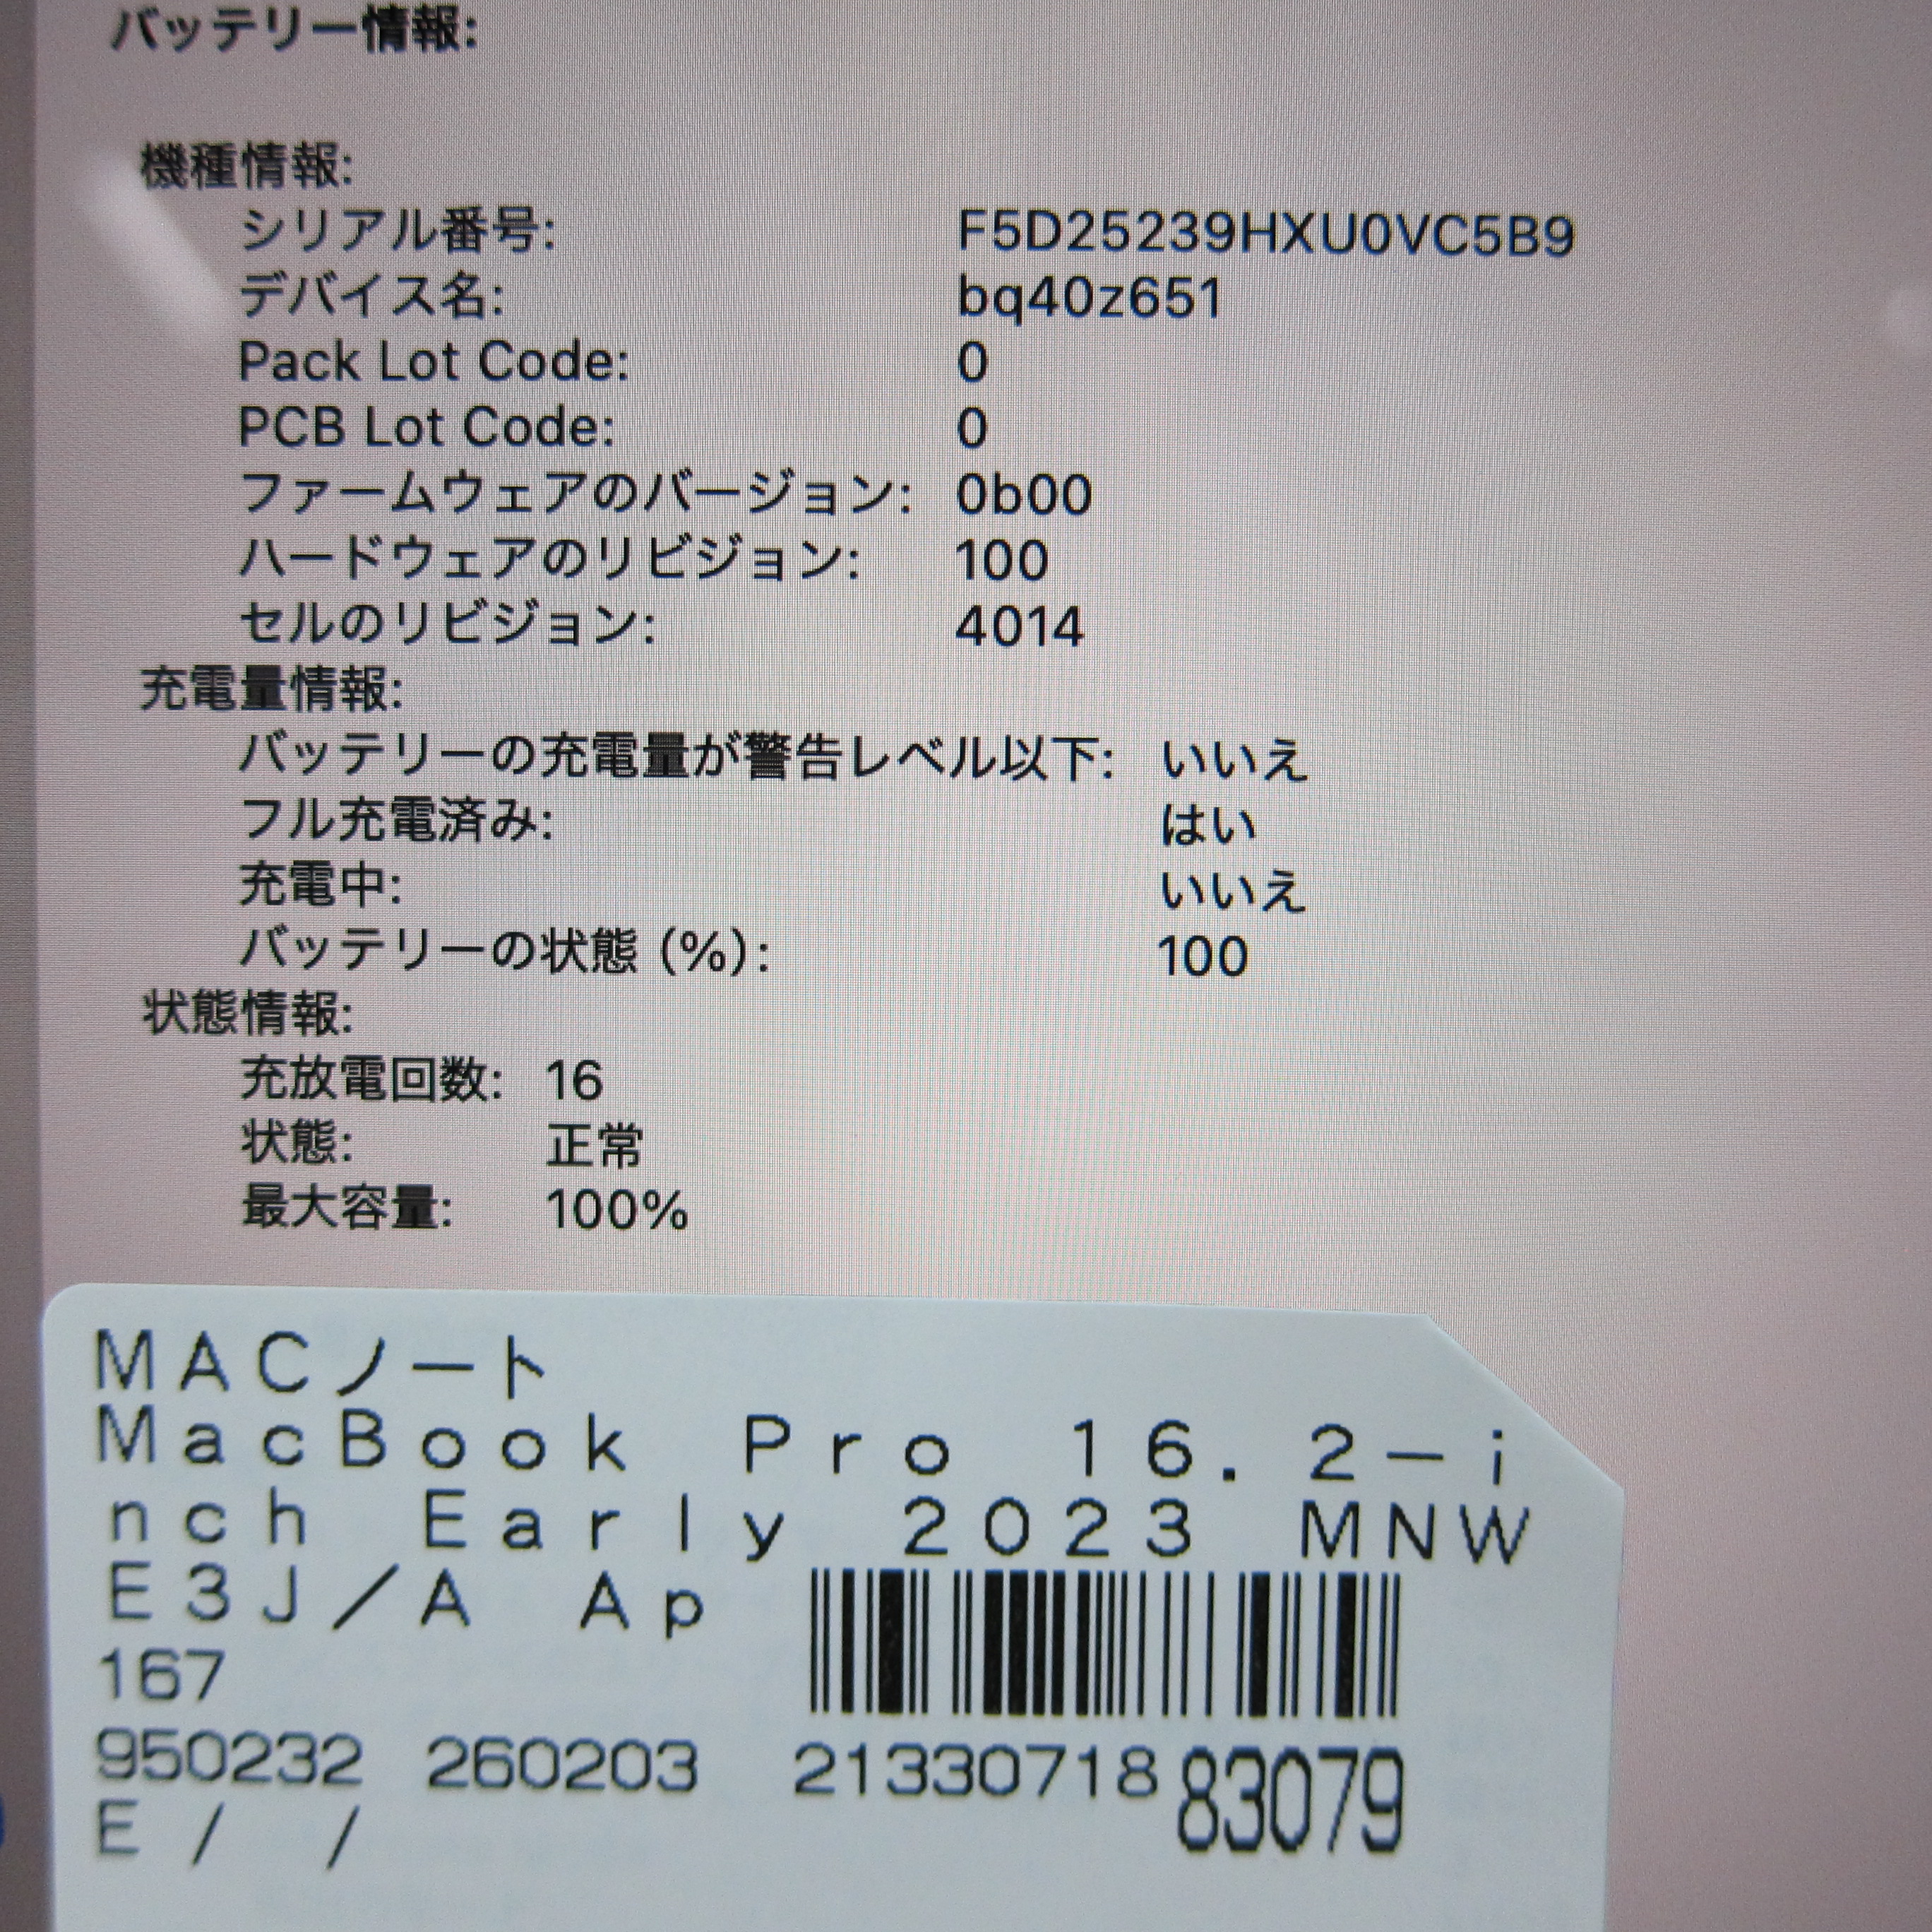 バッテリー情報:
機種情報:
シリアル番号: F5D25239HXU0VC5B9
デバイス名: bq40z651
Pack Lot Code: 0
PCB Lot Code: 0
ファームウェアのバージョン: 0b00
ハードウェアのリビジョン: 100
セルのリビジョン: 4014
充電量情報:
バッテリーの充電量が警告レベル以下: いいえ
フル充電済み: はい
充電中: いいえ
バッテリーの状態 (%): 100
状態情報:
充放電回数: 16
状態: 正常
最大容量: 100%
MACノート
MacBook Pro 16.2-i
nch Early 2023 MNW
E3J/A Ap
167
950232 260203 2133071883079
E / /